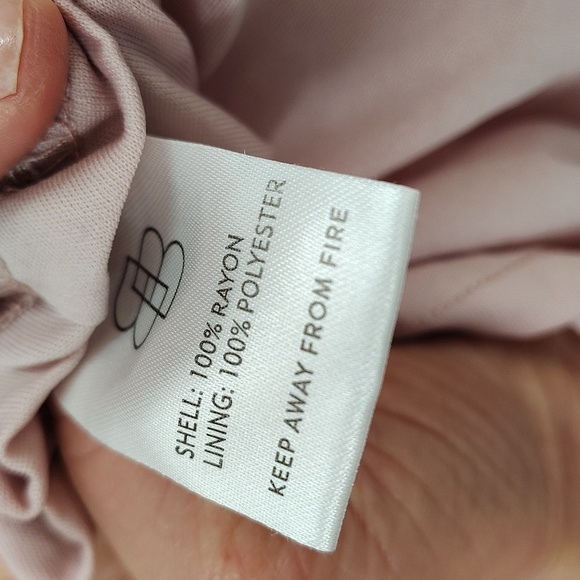 SHELL: 100% RAYON
LINING: 100% POLYESTER
KEEP AWAY FROM FIRE